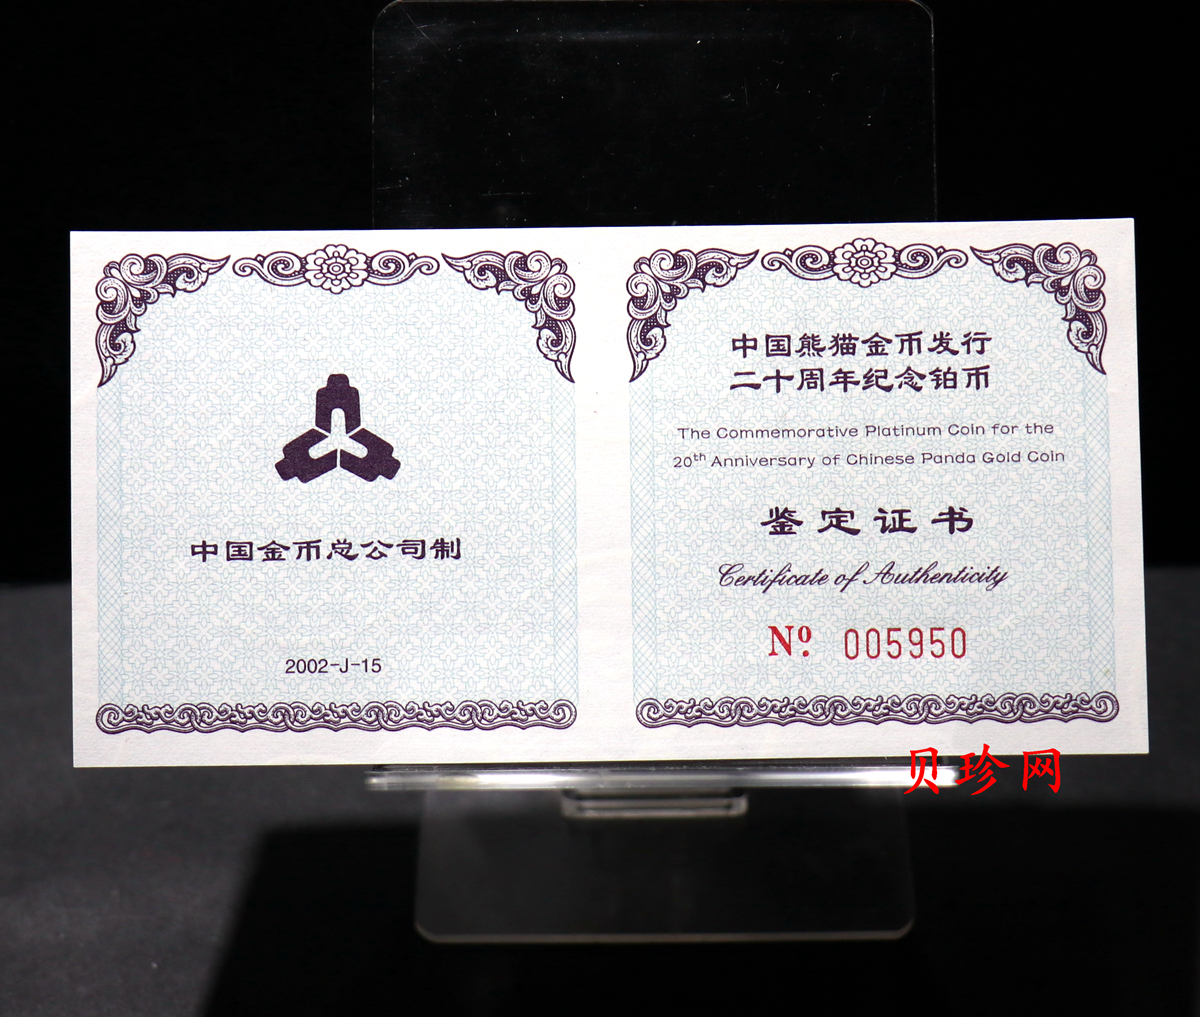 中国金币总公司制
2002-J-15
中国熊猫金币发行
二十周年纪念铂币
The Commemorative Platinum Coin for the
20th Anniversary of Chinese Panda Gold Coin
鉴定证书
Certificate of Authenticity
Nº. 005950
贝珍网